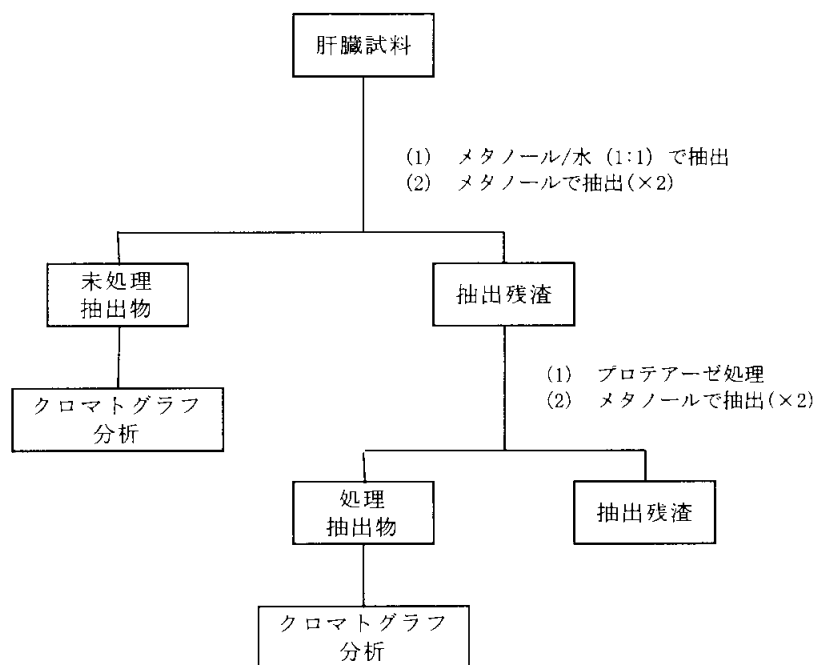 肝臓試料
(1) メタノール/水 (1:1) で抽出
(2) メタノールで抽出(×2)
未処理
抽出物
抽出残渣
(1) プロテアーゼ処理
(2) メタノールで抽出(×2)
クロマトグラフ
分析
処理
抽出物
抽出残渣
クロマトグラフ
分析